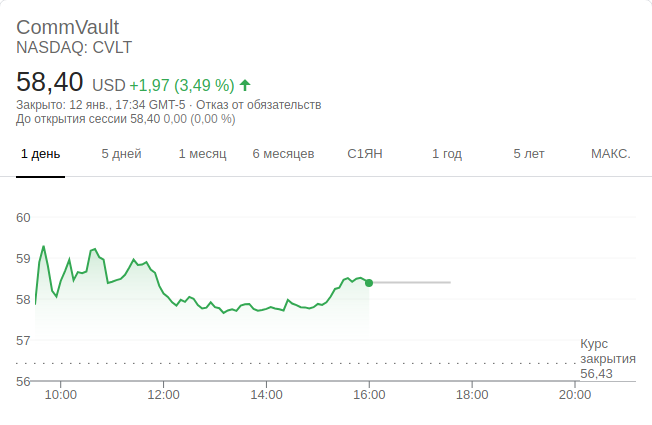 CommVault
NASDAQ: CVLT
58,40 USD +1,97 (3,49 %)
Закрыто: 12 янв., 17:34 GMT-5 · Отказ от обязательств
До открытия сессии 58,40 0,00 (0,00 %)
1 день 5 дней 1 месяц 6 месяцев С1ЯН 1 год 5 лет МАКС.
60
59
58
57
Курс
закрытия
56,43
56
10:00 12:00 14:00 16:00 18:00 20:00